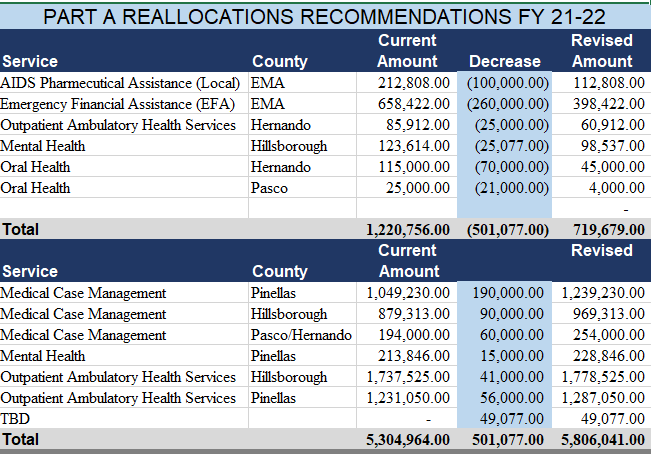 PART A REALLOCATIONS RECOMMENDATIONS FY 21-22
Current Revised
Service County Amount Decrease Amount
AIDS Pharmecutical Assistance (Local) EMA 212,808.00 (100,000.00) 112,808.00
Emergency Financial Assistance (EFA) EMA 658,422.00 (260,000.00) 398,422.00
Outpatient Ambulatory Health Services Hernando 85,912.00 (25,000.00) 60,912.00
Mental Health Hillsborough 123,614.00 (25,077.00) 98,537.00
Oral Health Hernando 115,000.00 (70,000.00) 45,000.00
Oral Health Pasco 25,000.00 (21,000.00) 4,000.00
-
Total 1,220,756.00 (501,077.00) 719,679.00
Current Revised
Service County Amount
Medical Case Management Pinellas 1,049,230.00 190,000.00 1,239,230.00
Medical Case Management Hillsborough 879,313.00 90,000.00 969,313.00
Medical Case Management Pasco/Hernando 194,000.00 60,000.00 254,000.00
Mental Health Pinellas 213,846.00 15,000.00 228,846.00
Outpatient Ambulatory Health Services Hillsborough 1,737,525.00 41,000.00 1,778,525.00
Outpatient Ambulatory Health Services Pinellas 1,231,050.00 56,000.00 1,287,050.00
TBD - 49,077.00 49,077.00
Total 5,304,964.00 501,077.00 5,806,041.00